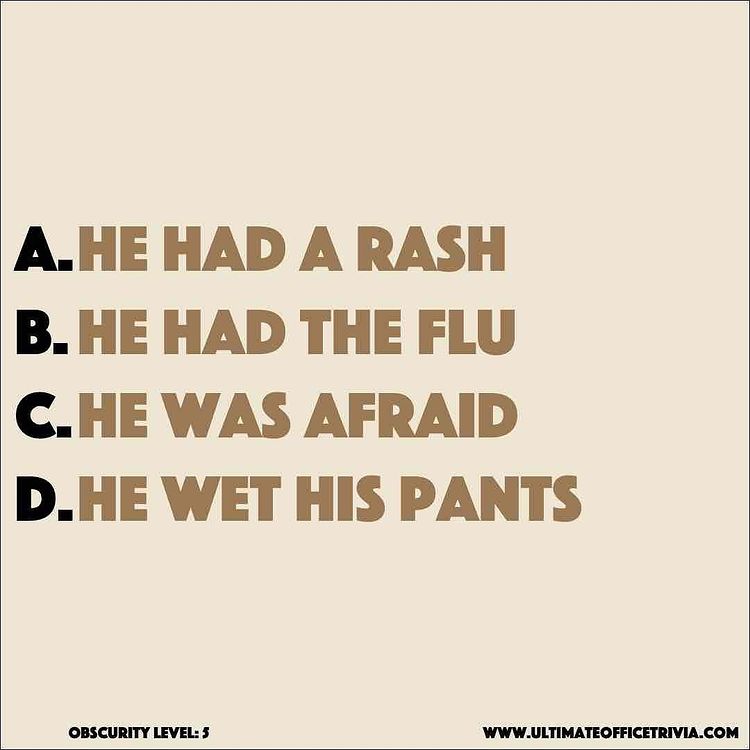 A. HE HAD A RASH
B. HE HAD THE FLU
C. HE WAS AFRAID
D. HE WET HIS PANTS
OBSCURITY LEVEL: 5
WWW.ULTIMATEOFFICETRIVIA.COM